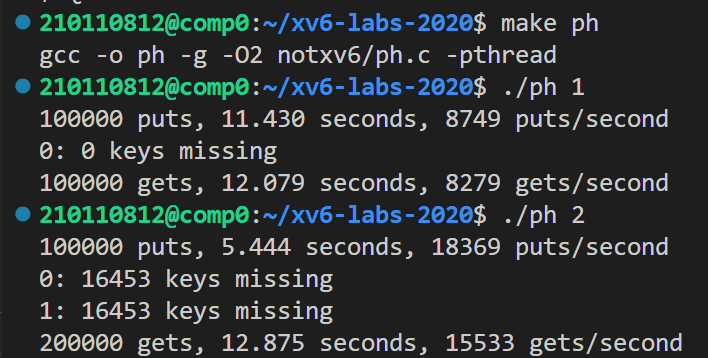 210110812@comp0:~/xv6-labs-2020$ make ph
gcc -o ph -g -O2 notxv6/ph.c -pthread
210110812@comp0:~/xv6-labs-2020$ ./ph 1
100000 puts, 11.430 seconds, 8749 puts/second
0: 0 keys missing
100000 gets, 12.079 seconds, 8279 gets/second
210110812@comp0:~/xv6-labs-2020$ ./ph 2
100000 puts, 5.444 seconds, 18369 puts/second
0: 16453 keys missing
1: 16453 keys missing
200000 gets, 12.875 seconds, 15533 gets/second